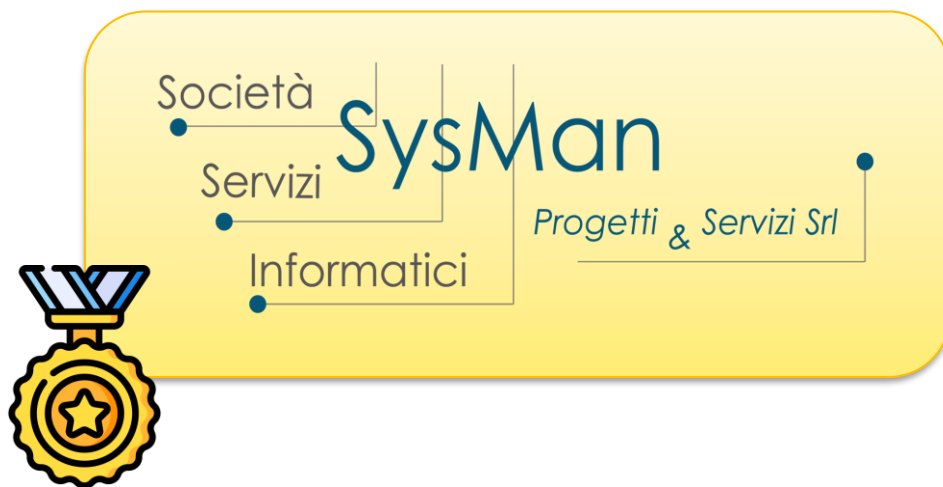 Società
SysMan
Servizi
Progetti & Servizi Srl
Informatici